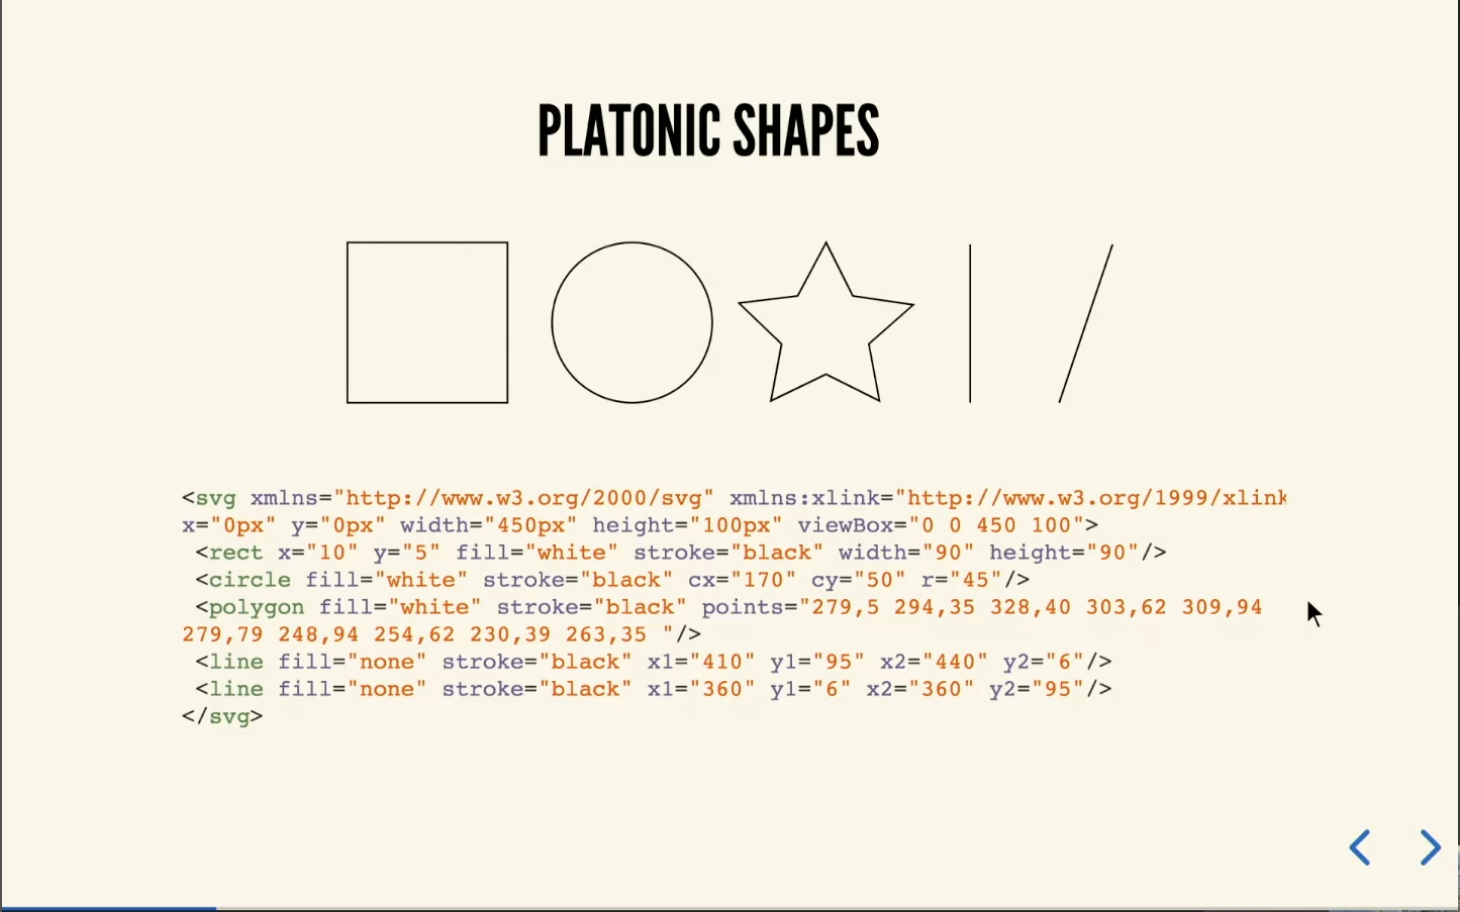 PLATONIC SHAPES
<svg xmlns="http://www.w3.org/2000/svg" xmlns:xlink="http://www.w3.org/1999/xlink
x="0px" y="0px" width="450px" height="100px" viewBox="0 0 450 100">
 <rect x="10" y="5" fill="white" stroke="black" width="90" height="90"/>
 <circle fill="white" stroke="black" cx="170" cy="50" r="45"/>
 <polygon fill="white" stroke="black" points="279,5 294,35 328,40 303,62 309,94
279,79 248,94 254,62 230,39 263,35 "/>
 <line fill="none" stroke="black" x1="410" y1="95" x2="440" y2="6"/>
 <line fill="none" stroke="black" x1="360" y1="6" x2="360" y2="95"/>
</svg>